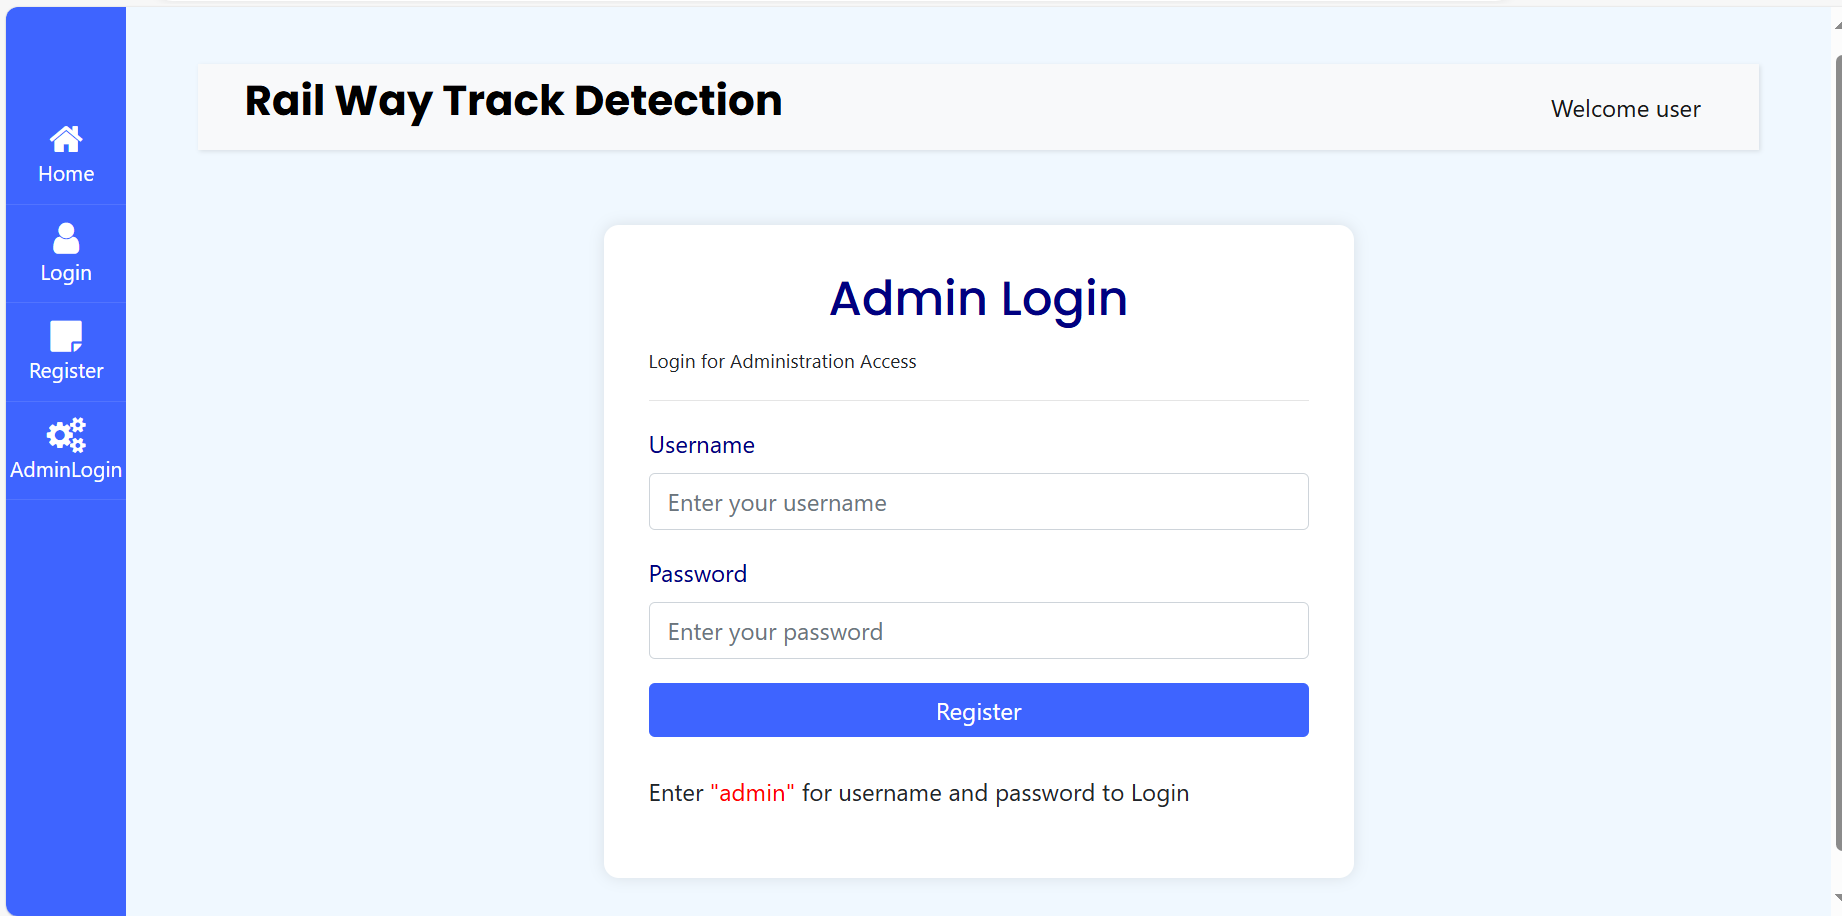 Home
Login
Register
AdminLogin
Rail Way Track Detection
Welcome user
Admin Login
Login for Administration Access
Username
Enter your username
Password
Enter your password
Register
Enter "admin" for username and password to Login